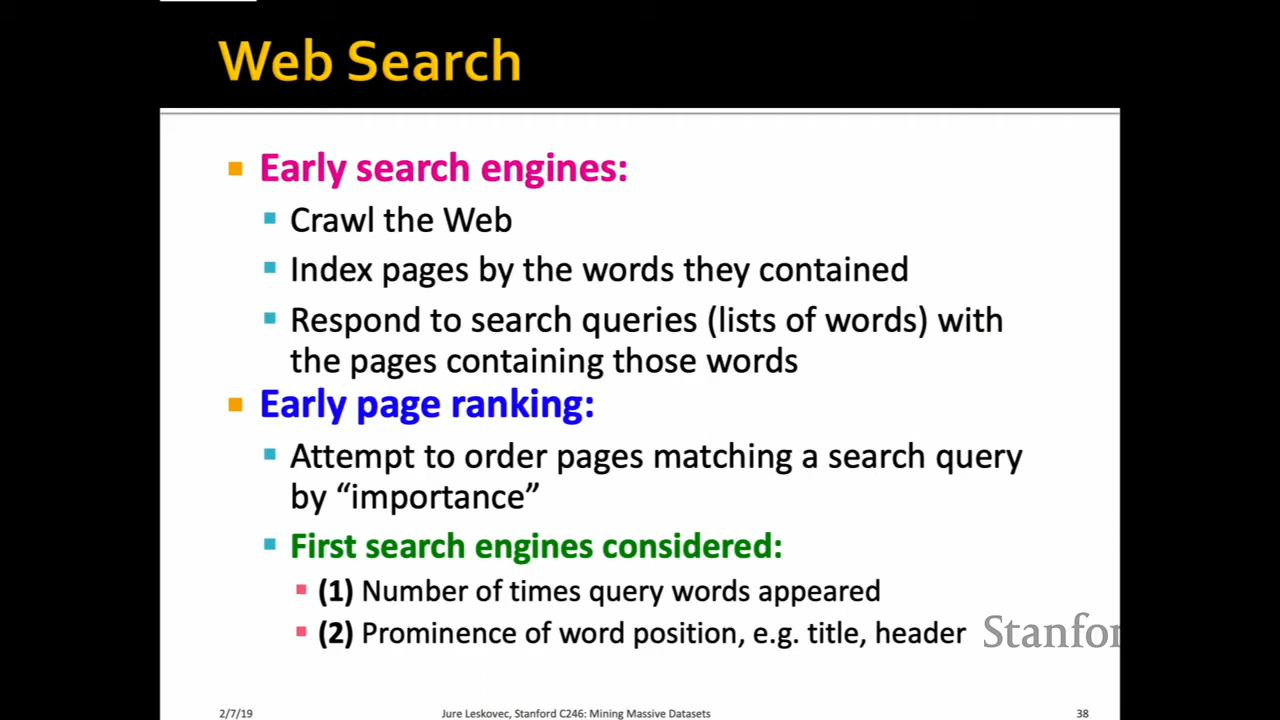 Web Search
Early search engines:
Crawl the Web
Index pages by the words they contained
Respond to search queries (lists of words) with
the pages containing those words
Early page ranking:
Attempt to order pages matching a search query
by “importance”
First search engines considered:
(1) Number of times query words appeared
(2) Prominence of word position, e.g. title, header
Stanfor
2/7/19
Jure Leskovec, Stanford C246: Mining Massive Datasets
38